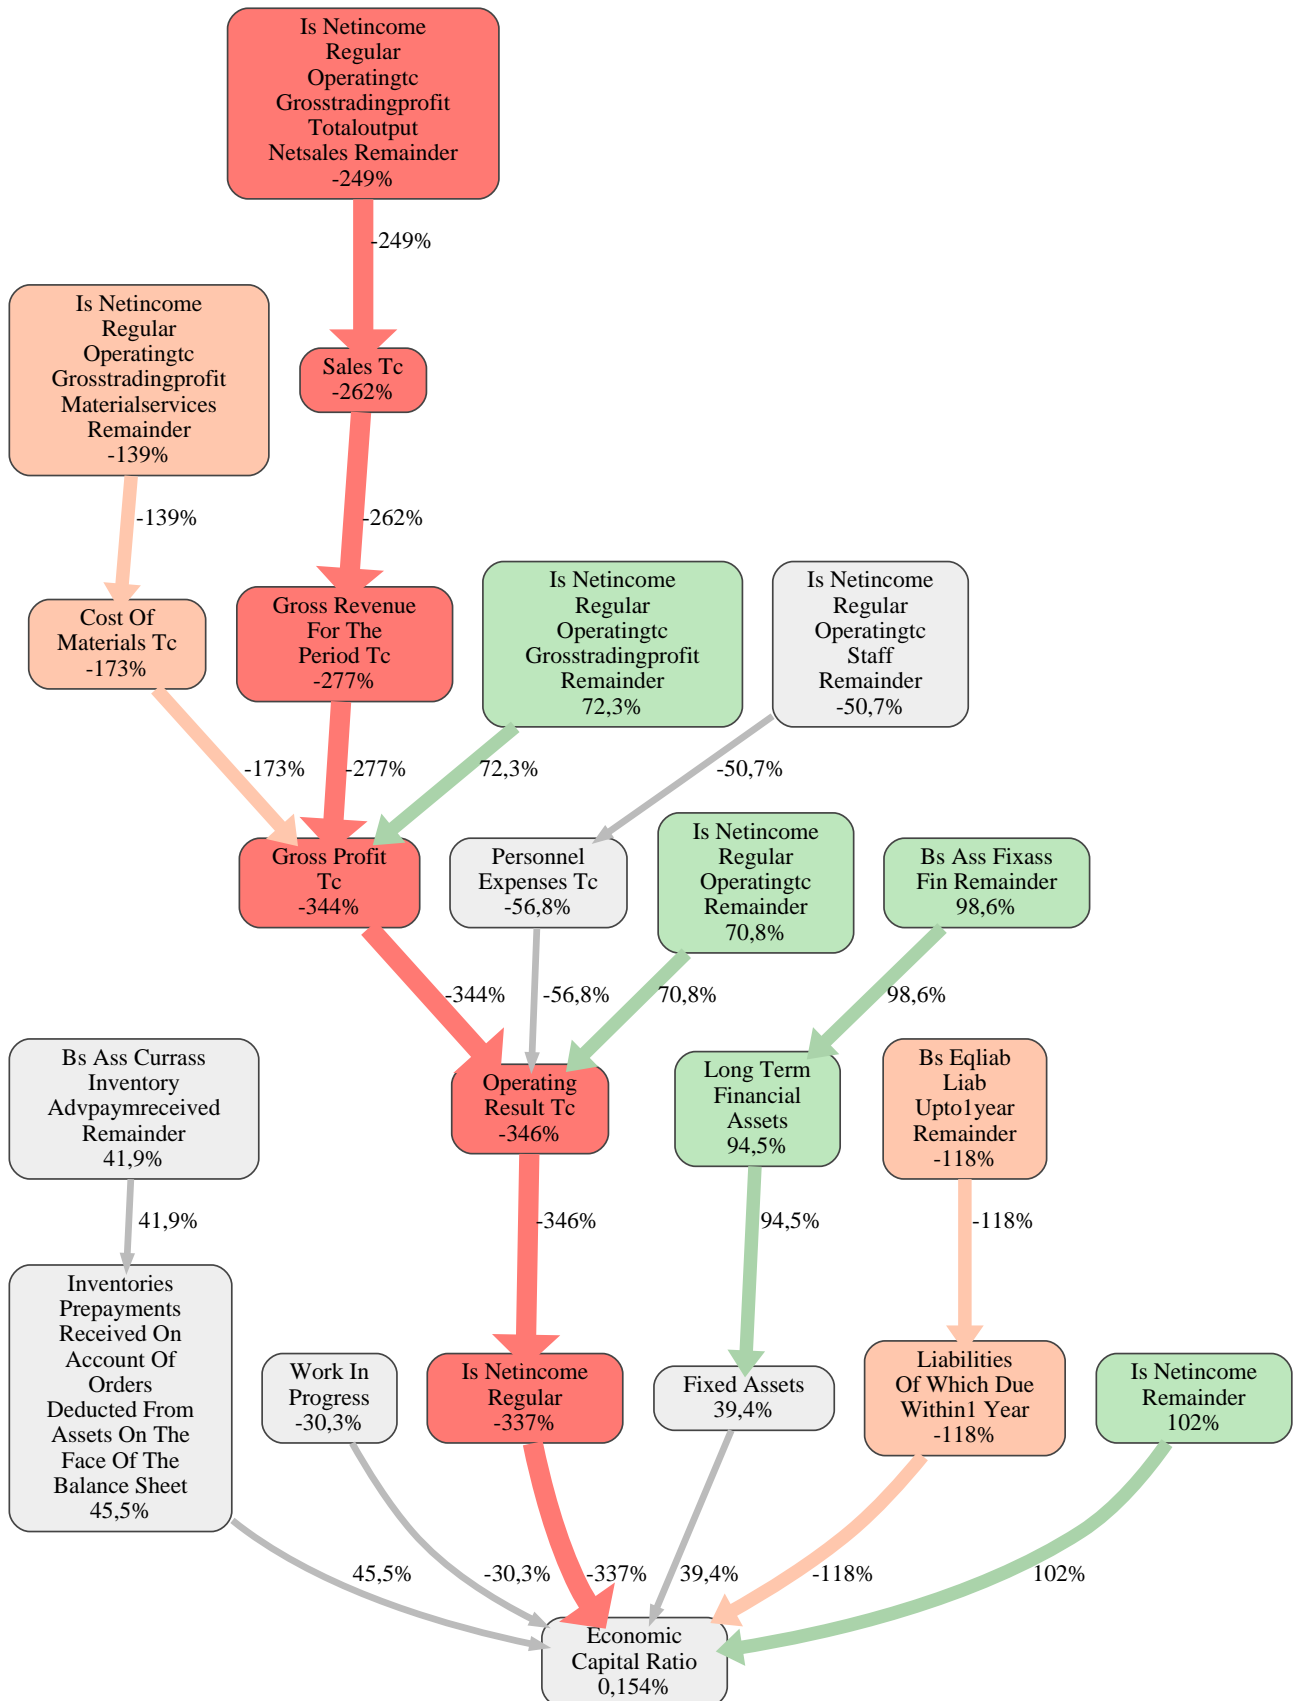 Is Netincome
Regular
Operatingtc
Grosstradingprofit
Totaloutput
Netsales Remainder
-249%
-249%
Is Netincome
Regular
Operatingtc
Grosstradingprofit
Materialservices
Remainder
-139%
Sales Tc
-262%
-139%
-262%
Cost Of
Materials Tc
-173%
Gross Revenue
For The
Period Tc
-277%
Is Netincome
Regular
Operatingtc
Grosstradingprofit
Remainder
72,3%
Is Netincome
Regular
Operatingtc
Staff
Remainder
-50,7%
-173%
-277%
72,3%
-50,7%
Gross Profit
Tc
-344%
Personnel
Expenses Tc
-56,8%
Is Netincome
Regular
Operatingtc
Remainder
70,8%
Bs Ass Fixass
Fin Remainder
98,6%
-344%
-56,8%
70,8%
98,6%
Bs Ass Currass
Inventory
Advpaymreceived
Remainder
41,9%
Operating
Result Tc
-346%
Long Term
Financial
Assets
94,5%
Bs Eqliab
Liab
Upto1year
Remainder
-118%
41,9%
-346%
94,5%
-118%
Inventories
Prepayments
Received On
Account Of
Orders
Deducted From
Assets On The
Face Of The
Balance Sheet
45,5%
Work In
Progress
-30,3%
Is Netincome
Regular
-337%
Fixed Assets
39,4%
Liabilities
Of Which Due
Within1 Year
-118%
Is Netincome
Remainder
102%
45,5%
-30,3%
-337%
39,4%
-118%
102%
Economic
Capital Ratio
0,154%